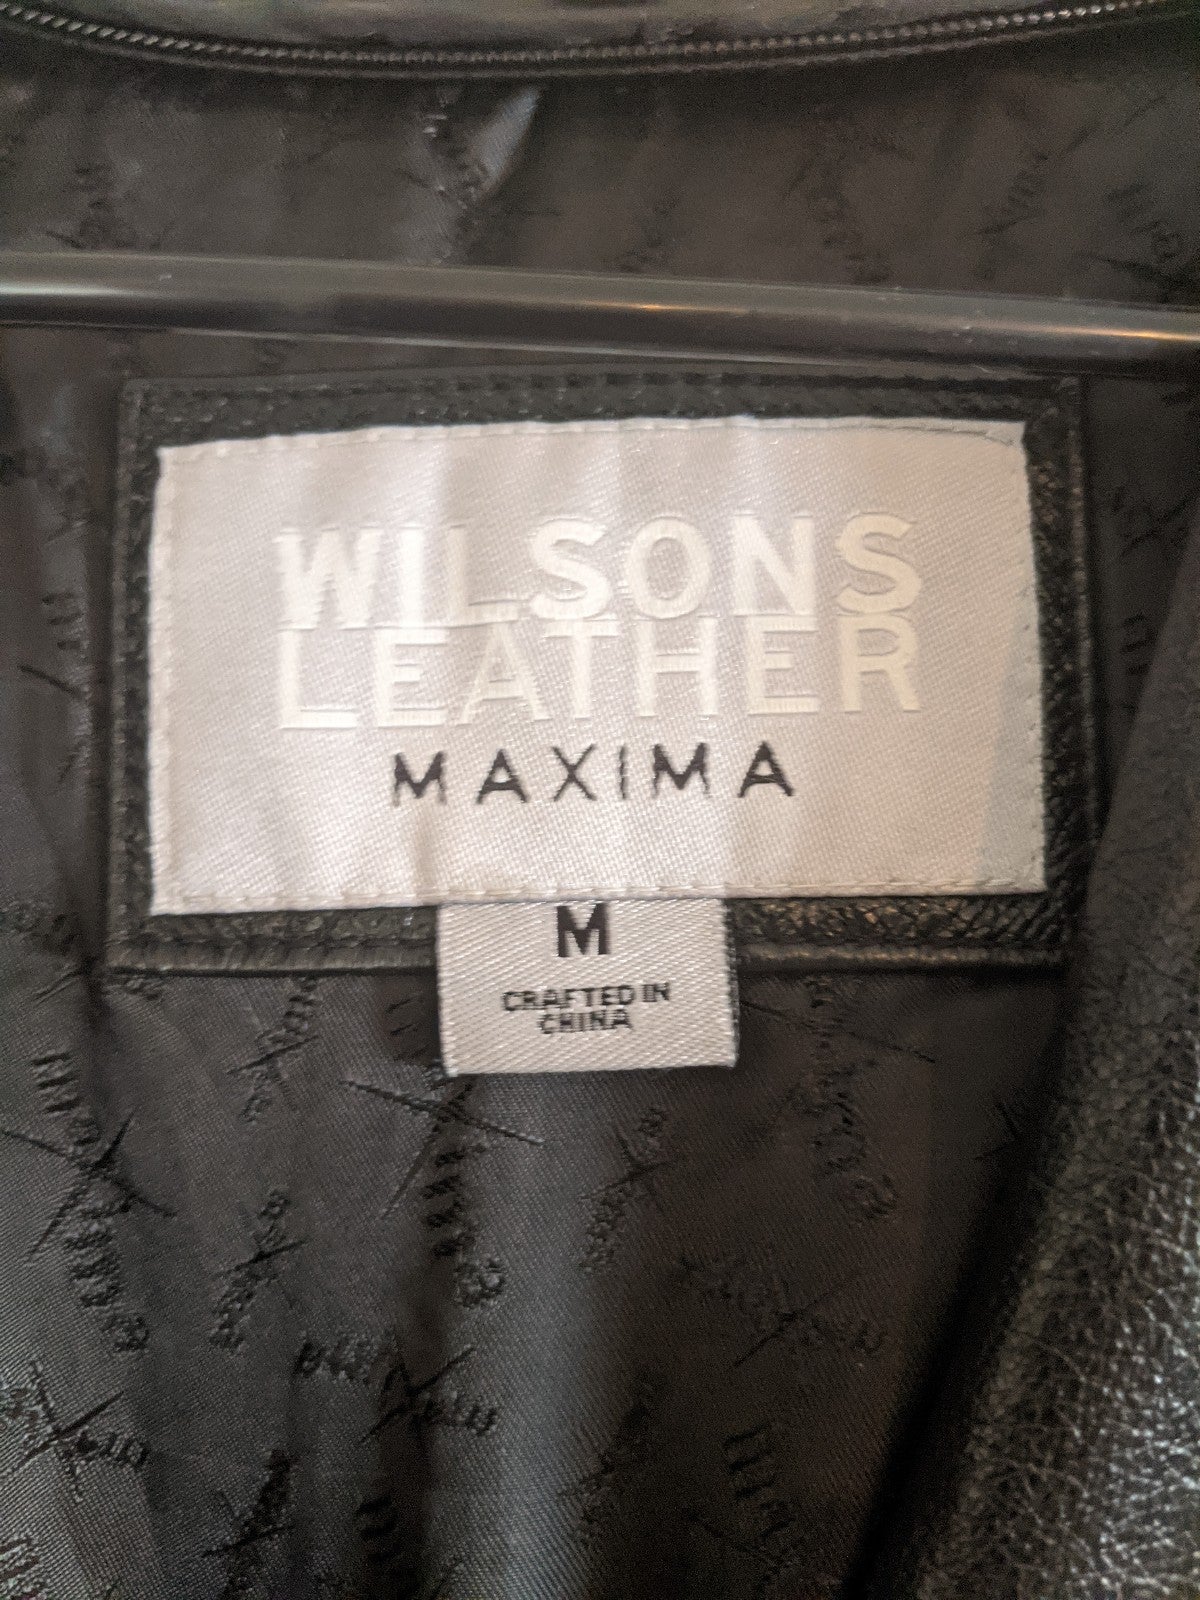 WILSONS
LEATHER
MAXIMA
M
CRAFTED IN
CHINA